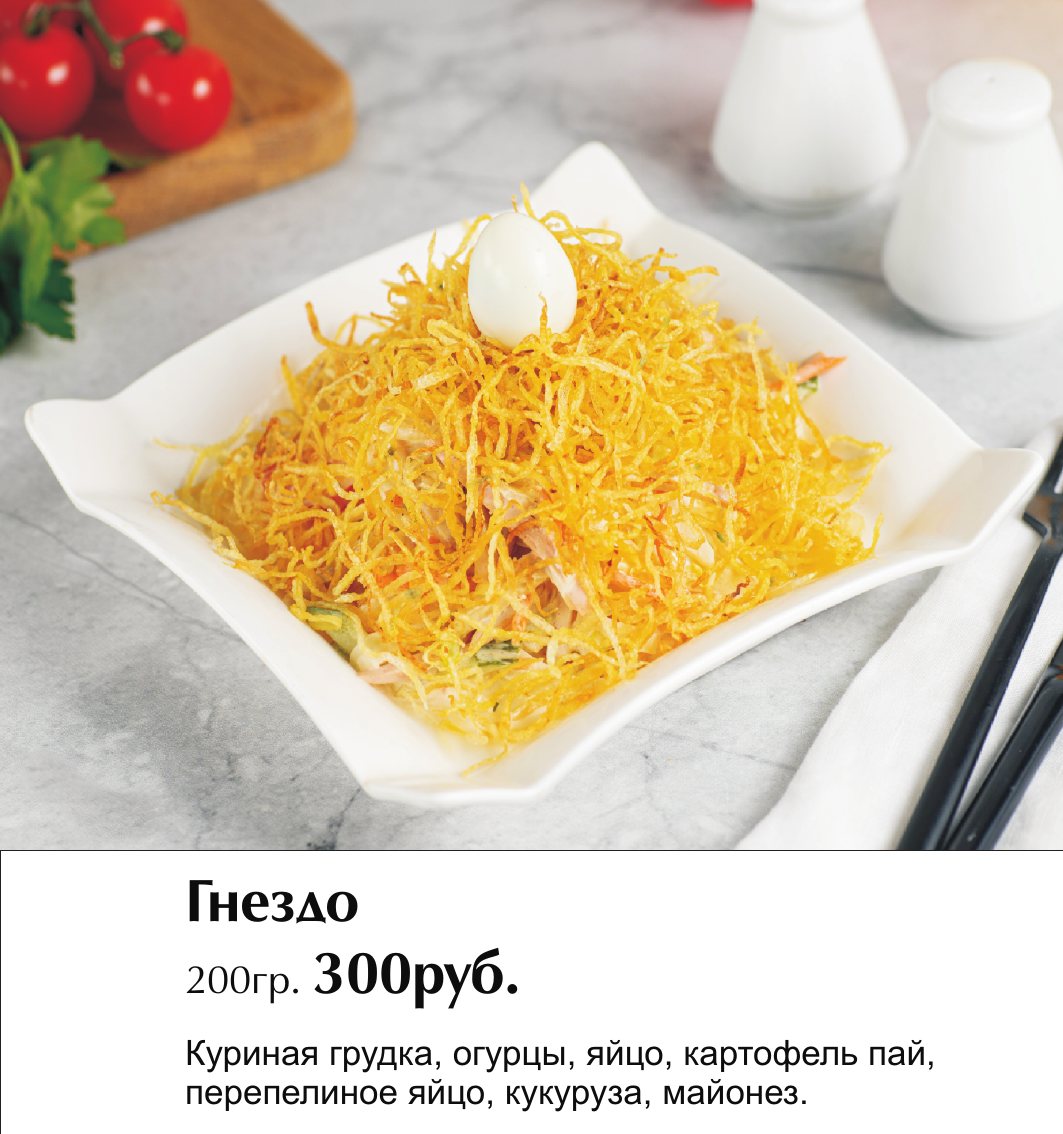 Гнездо
200гр. 300руб.
Куриная грудка, огурцы, яйцо, картофель пай,
перепелиное яйцо, кукуруза, майонез.